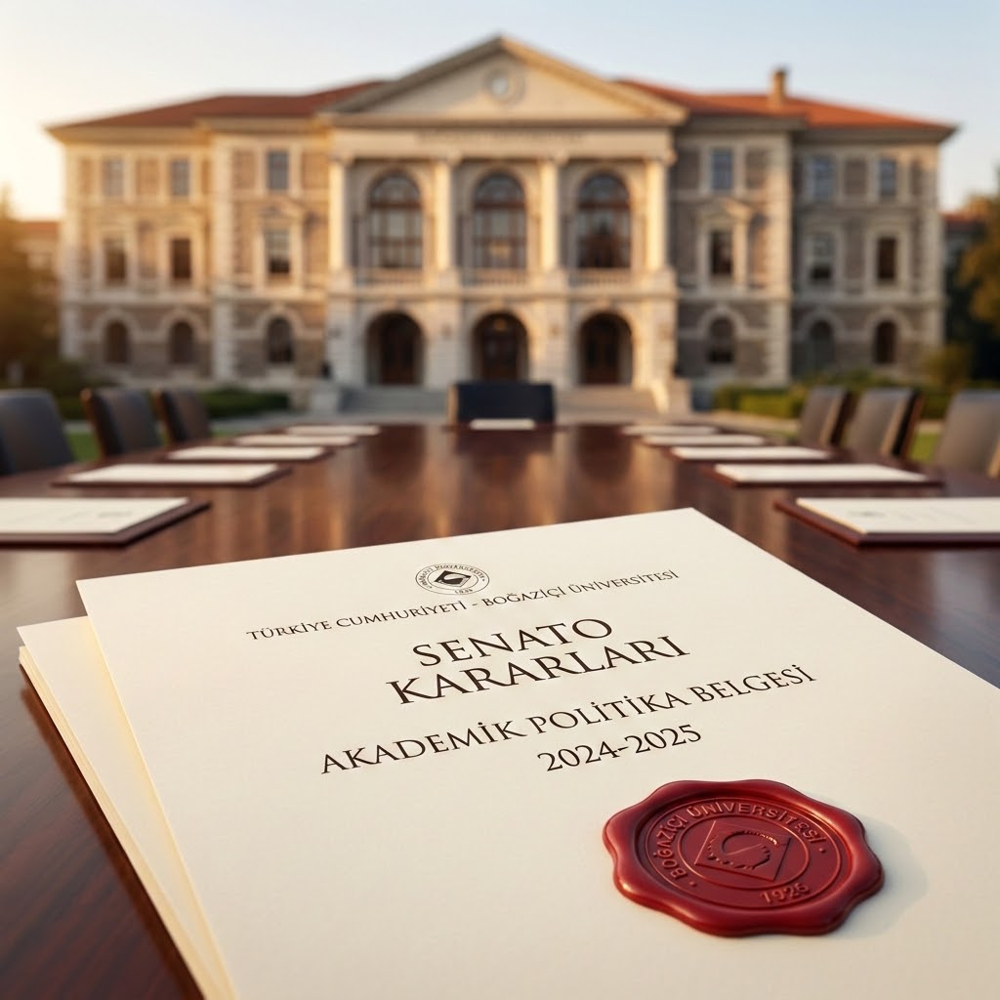 TÜRKİYE CUMHURİYETİ - BOĞAZİÇİ ÜNİVERSİTESİ
SENATO
KARARLARI
AKADEMİK POLİTİKA BELGESİ
2024-2025
BOĞAZİÇİ ÜNİVERSİTESİ